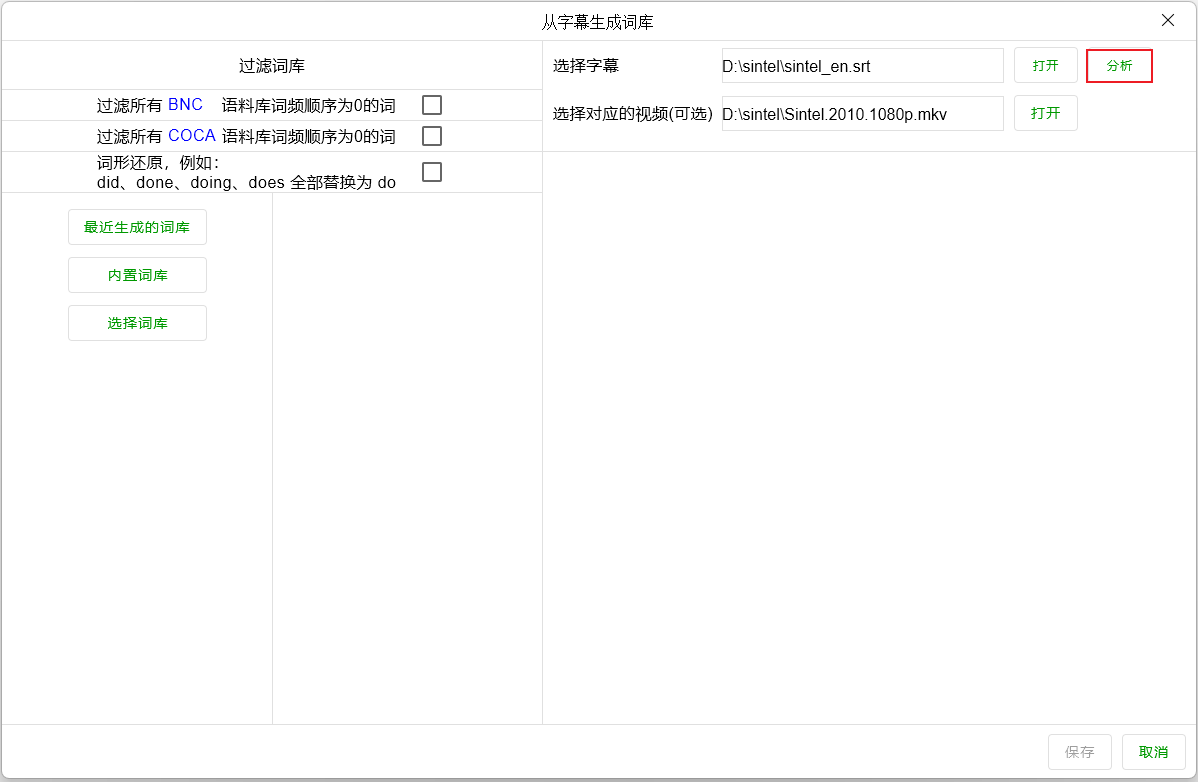 从字幕生成词库
过滤词库
过滤所有 BNC 语料库词频顺序为0的词
过滤所有 COCA 语料库词频顺序为0的词
词形还原，例如：
did、done、doing、does 全部替换为 do
最近生成的词库
内置词库
选择词库
选择字幕 D:\sintel\sintel_en.srt 打开 分析
选择对应的视频(可选) D:\sintel\Sintel.2010.1080p.mkv 打开
保存 取消